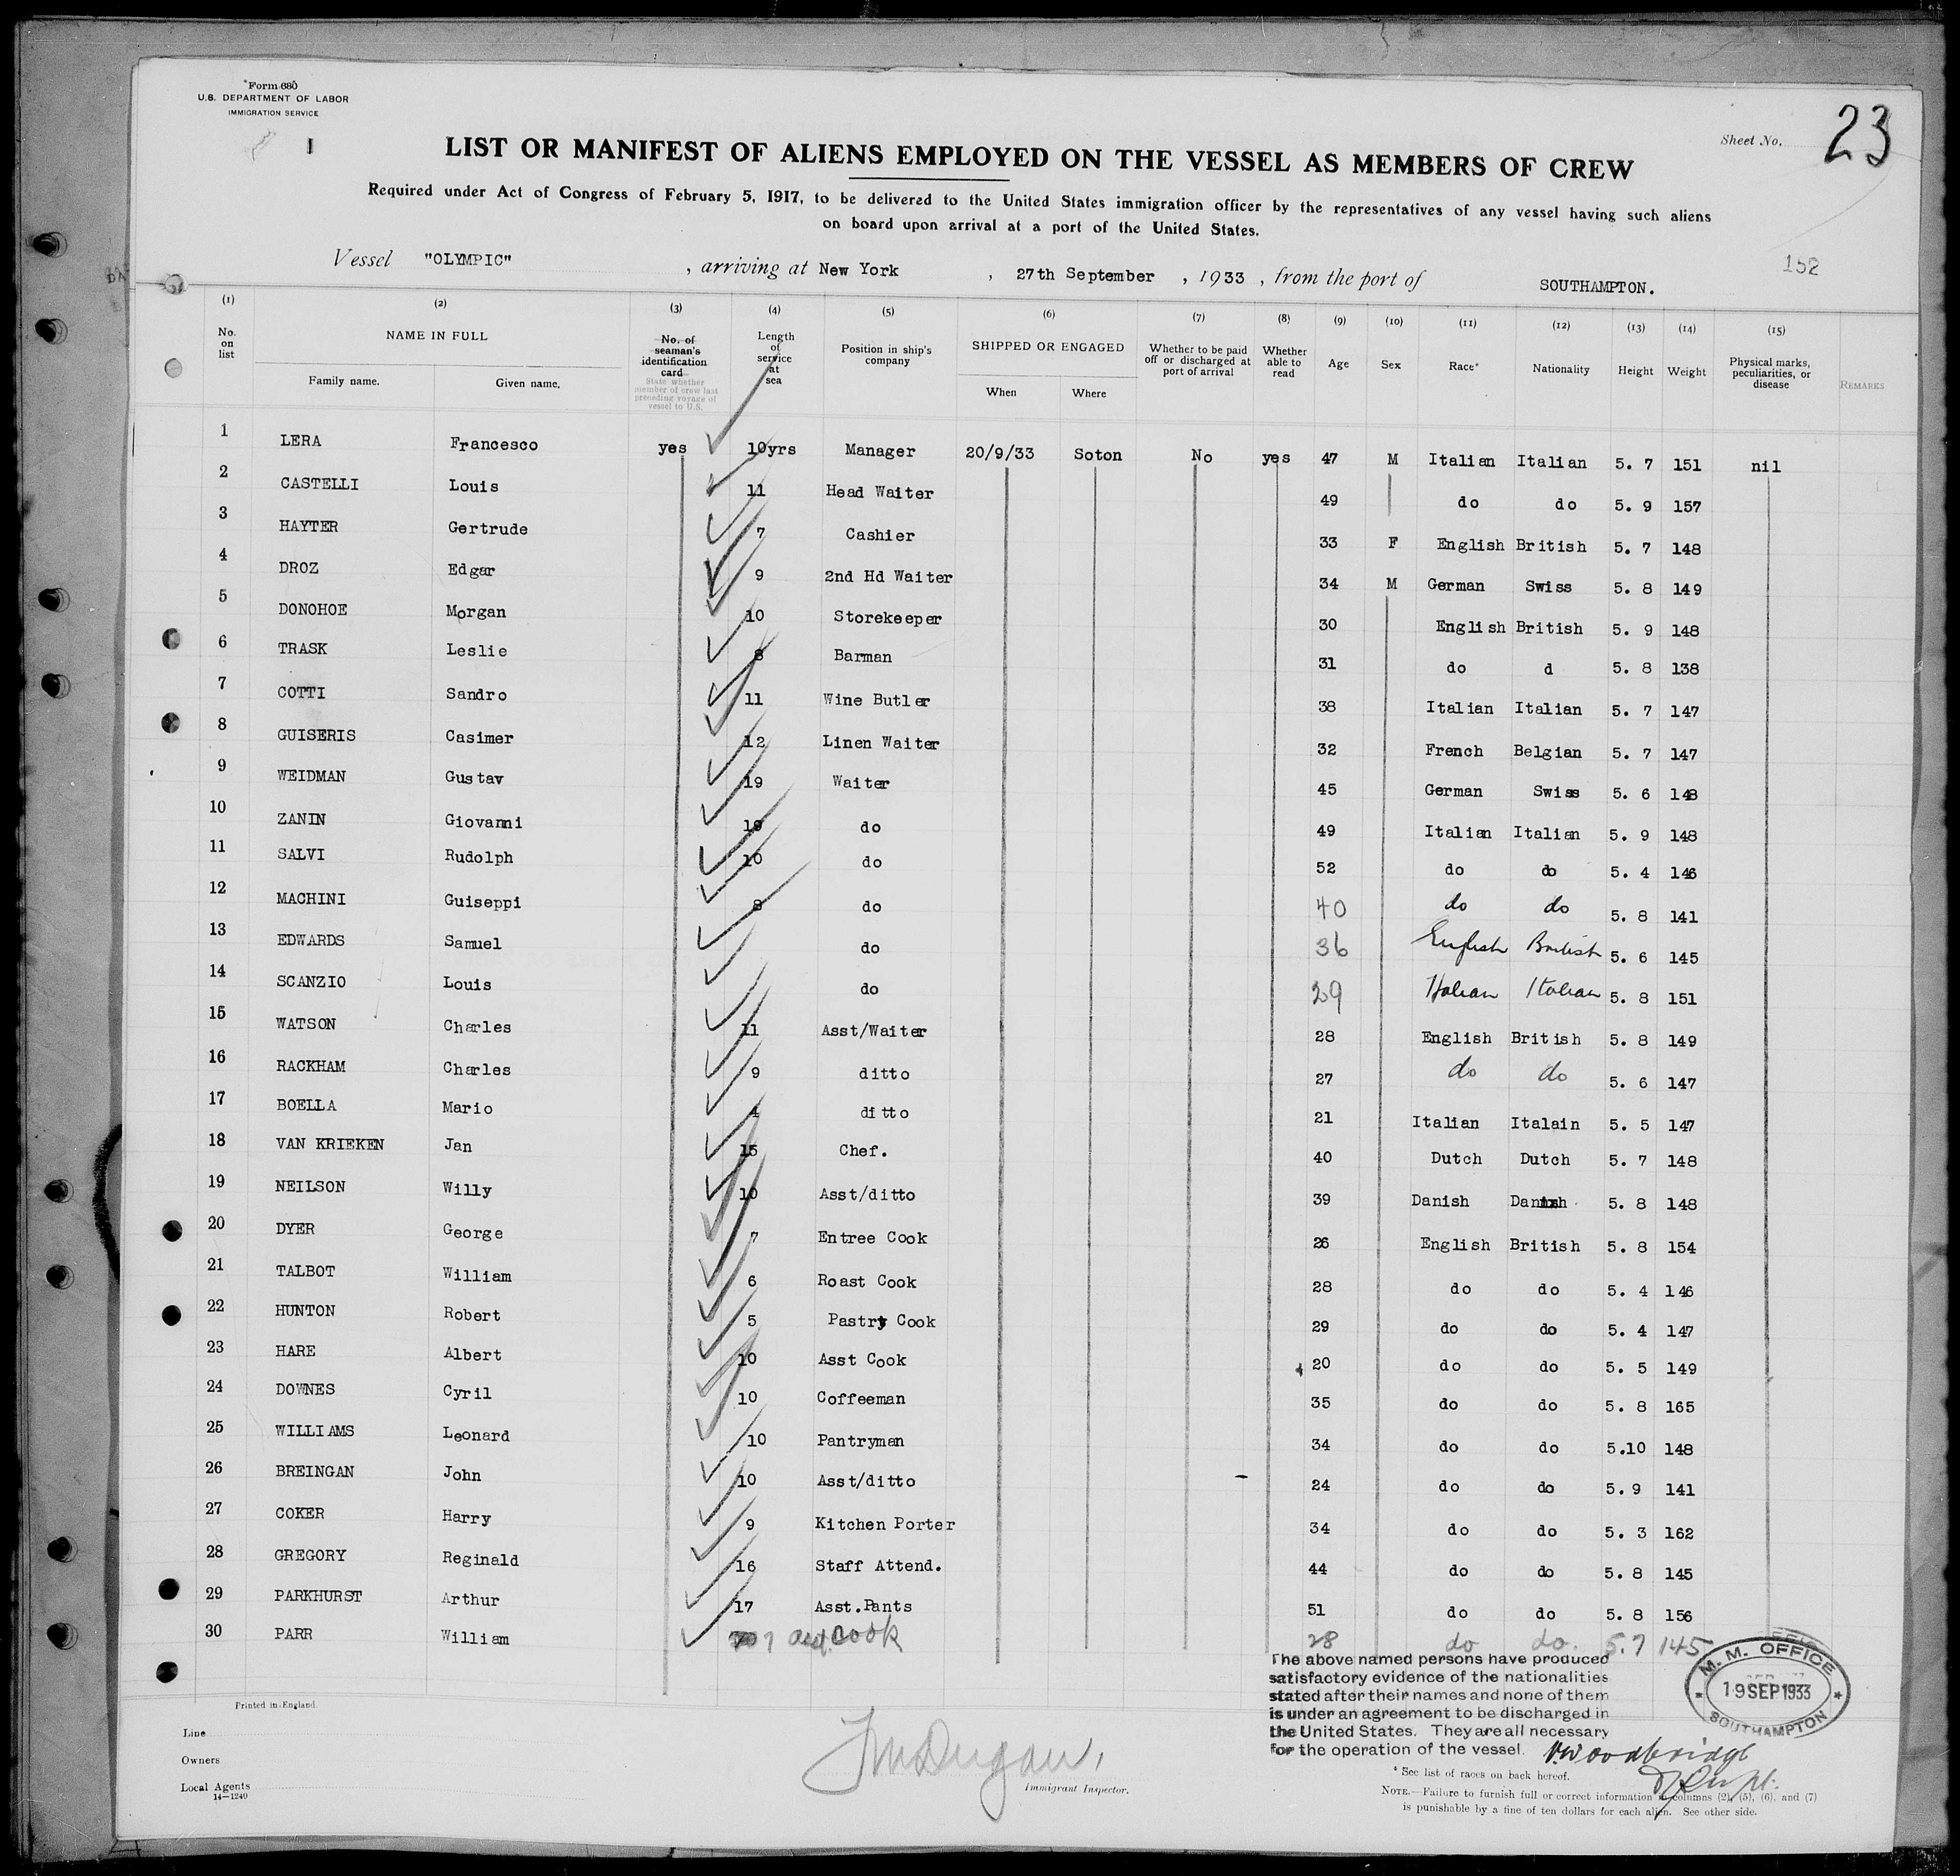 Form 680
U.S. DEPARTMENT OF LABOR
IMMIGRATION SERVICE
Sheet No. 23
LIST OR MANIFEST OF ALIENS EMPLOYED ON THE VESSEL AS MEMBERS OF CREW
Required under Act of Congress of February 5, 1917, to be delivered to the United States immigration officer by the representatives of any vessel having such aliens
on board upon arrival at a port of the United States.
152
Vessel "OLYMPIC" , arriving at New York , 27th September , 1933 , from the port of SOUTHAMPTON.
(1) (2) (3) (4) (5) (6) (7) (8) (9) (10) (11) (12) (13) (14) (15)
No. on list NAME IN FULL Family name. Given name. No. of seaman's identification card State whether member of crew last preceding voyage of vessel to U.S. Length of service at sea Position in ship's company SHIPPED OR ENGAGED When Where Whether to be paid off or discharged at port of arrival Whether able to read Age Sex Race* Nationality Height Weight Physical marks, peculiarities, or disease REMARKS
1 LERA Francesco yes 10yrs Manager 20/9/33 Soton No yes 47 M Italian Italian 5. 7 151 nil
2 CASTELLI Louis 11 Head Waiter 49 do do 5. 9 157
3 HAYTER Gertrude 7 Cashier 33 F English British 5. 7 148
4 DROZ Edgar 9 2nd Hd Waiter 34 M German Swiss 5. 8 149
5 DONOHOE Morgan 10 Storekeeper 30 English British 5. 9 148
6 TRASK Leslie 8 Barman 31 do d 5. 8 138
7 COTTI Sandro 11 Wine Butler 38 Italian Italian 5. 7 147
8 GUISERIS Casimer 12 Linen Waiter 32 French Belgian 5. 7 147
9 WEIDMAN Gustav 19 Waiter 45 German Swiss 5. 6 148
10 ZANIN Giovanni 10 do 49 Italian Italian 5. 9 148
11 SALVI Rudolph 10 do 52 do do 5. 4 146
12 MACHINI Guiseppi 8 do 40 do do 5. 8 141
13 EDWARDS Samuel do 36 English British 5. 6 145
14 SCANZIO Louis do 29 Italian Italian 5. 8 151
15 WATSON Charles 11 Asst/Waiter 28 English British 5. 8 149
16 RACKHAM Charles 9 ditto 27 do do 5. 6 147
17 BOELLA Mario 4 ditto 21 Italian Italain 5. 5 147
18 VAN KRIEKEN Jan 15 Chef. 40 Dutch Dutch 5. 7 148
19 NEILSON Willy 10 Asst/ditto 39 Danish Danish 5. 8 148
20 DYER George 7 Entree Cook 26 English British 5. 8 154
21 TALBOT William 6 Roast Cook 28 do do 5. 4 146
22 HUNTON Robert 5 Pastry Cook 29 do do 5. 4 147
23 HARE Albert 10 Asst Cook 20 do do 5. 5 149
24 DOWNES Cyril 10 Coffeeman 35 do do 5. 8 165
25 WILLIAMS Leonard 10 Pantryman 34 do do 5.10 148
26 BREINGAN John 10 Asst/ditto 24 do do 5. 9 141
27 COKER Harry 9 Kitchen Porter 34 do do 5. 3 162
28 GREGORY Reginald 16 Staff Attend. 44 do do 5. 8 145
29 PARKHURST Arthur 17 Asst.Pants 51 do do 5. 8 156
30 PARR William 7 Cook 28 do do. 5.7 145
The above named persons have produced
satisfactory evidence of the nationalities
stated after their names and none of them
is under an agreement to be discharged in
the United States. They are all necessary
for the operation of the vessel.
M. M. OFFICE
19 SEP 1933
SOUTHAMPTON
Printed in England.
Line
Owners
Local Agents
14—1240
Immigrant Inspector.
* See list of races on back hereof.
NOTE.—Failure to furnish full or correct information in columns (2), (5), (6), and (7)
is punishable by a fine of ten dollars for each alien. See other side.